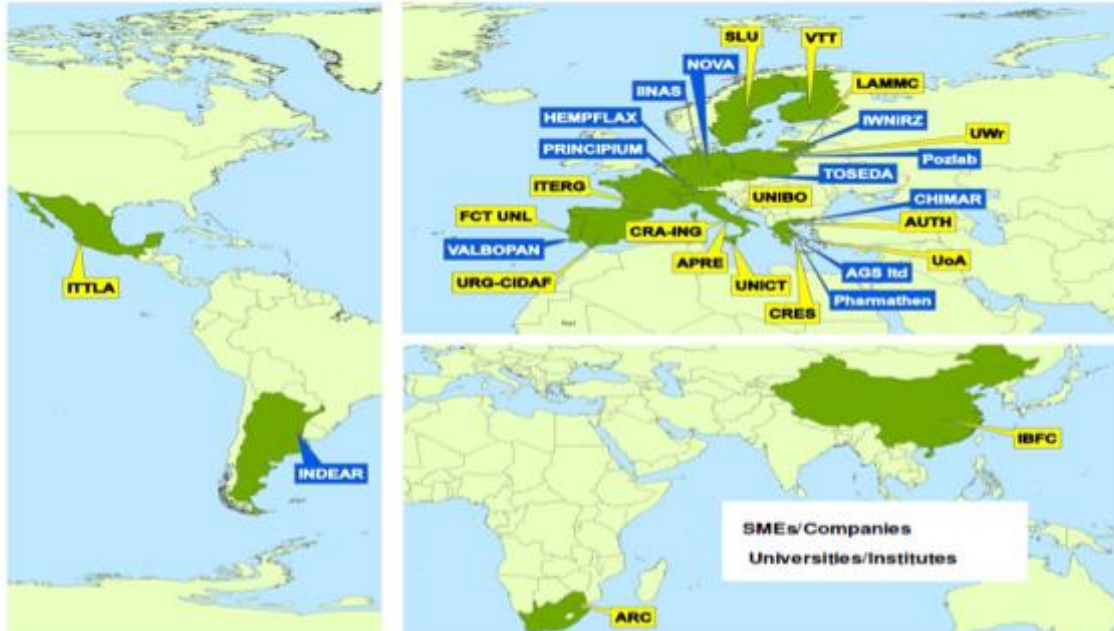 SLU
VTT
NOVA
LAMMC
IINAS
HEMPFLAX
IWNIRZ
UWr
PRINCIPIUM
Pozlab
TOSEDA
ITERG
UNIBO
CHIMAR
FCT UNL
CRA-ING
AUTH
VALBOPAN
APRE
UoA
URG-CIDAF
UNICT
AGS ltd
Pharmathen
CRES
ITTLA
INDEAR
IBFC
SMEs/Companies
Universities/Institutes
ARC